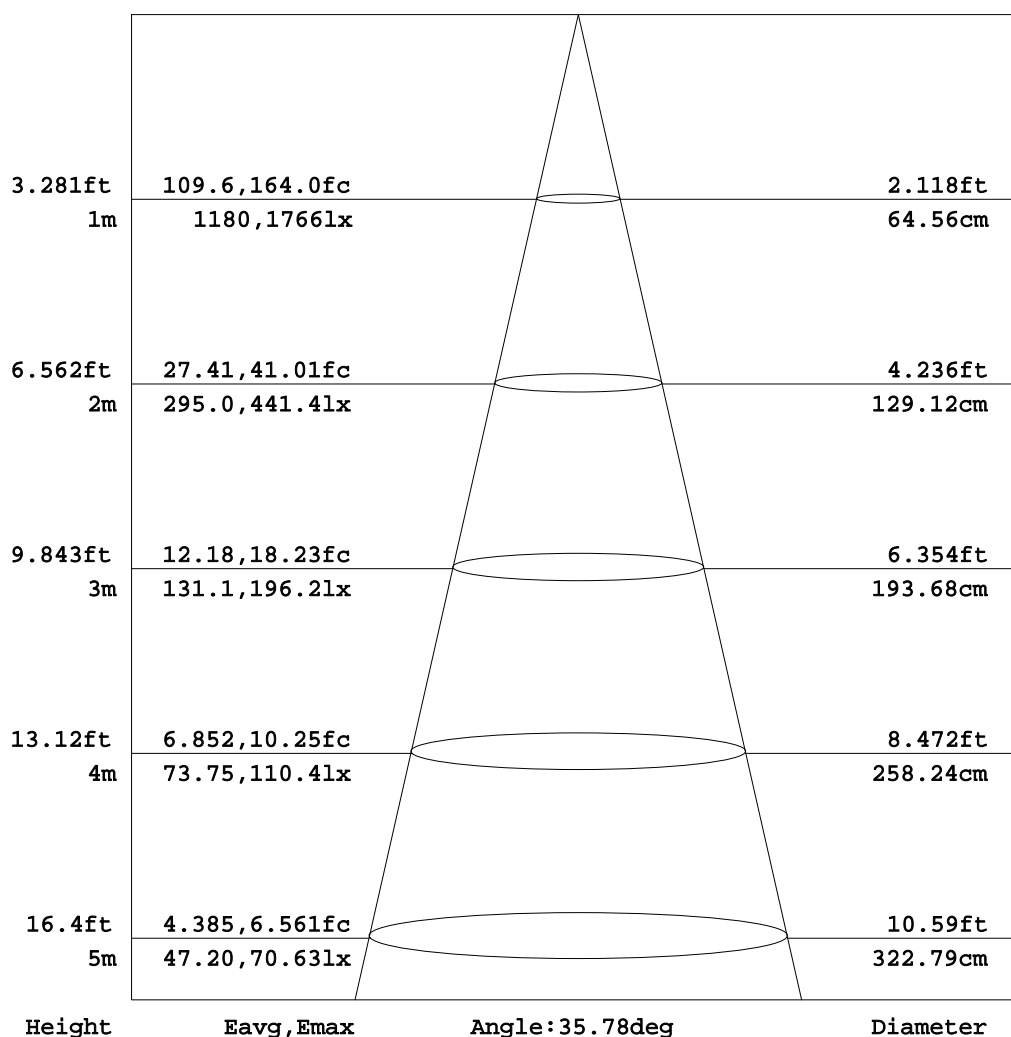 3.281ft 109.6,164.0fc 2.118ft
1m 1180,1766lx 64.56cm
6.562ft 27.41,41.01fc 4.236ft
2m 295.0,441.4lx 129.12cm
9.843ft 12.18,18.23fc 6.354ft
3m 131.1,196.2lx 193.68cm
13.12ft 6.852,10.25fc 8.472ft
4m 73.75,110.4lx 258.24cm
16.4ft 4.385,6.561fc 10.59ft
5m 47.20,70.63lx 322.79cm
Height Eavg,Emax Angle:35.78deg Diameter